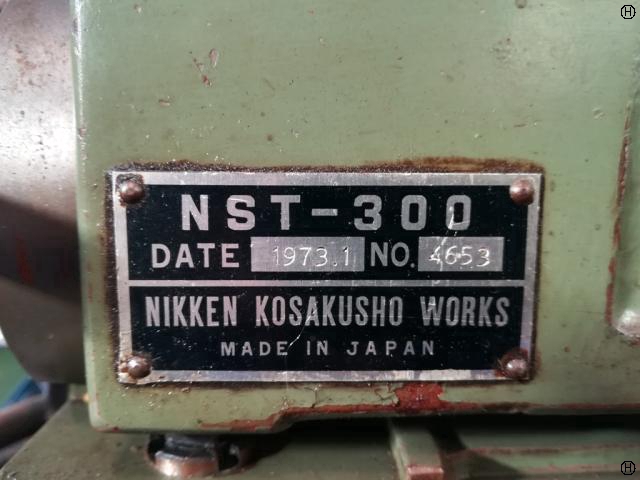 NST-300
DATE 1973.1 NO. 4653
NIKKEN KOSAKUSHO WORKS
MADE IN JAPAN